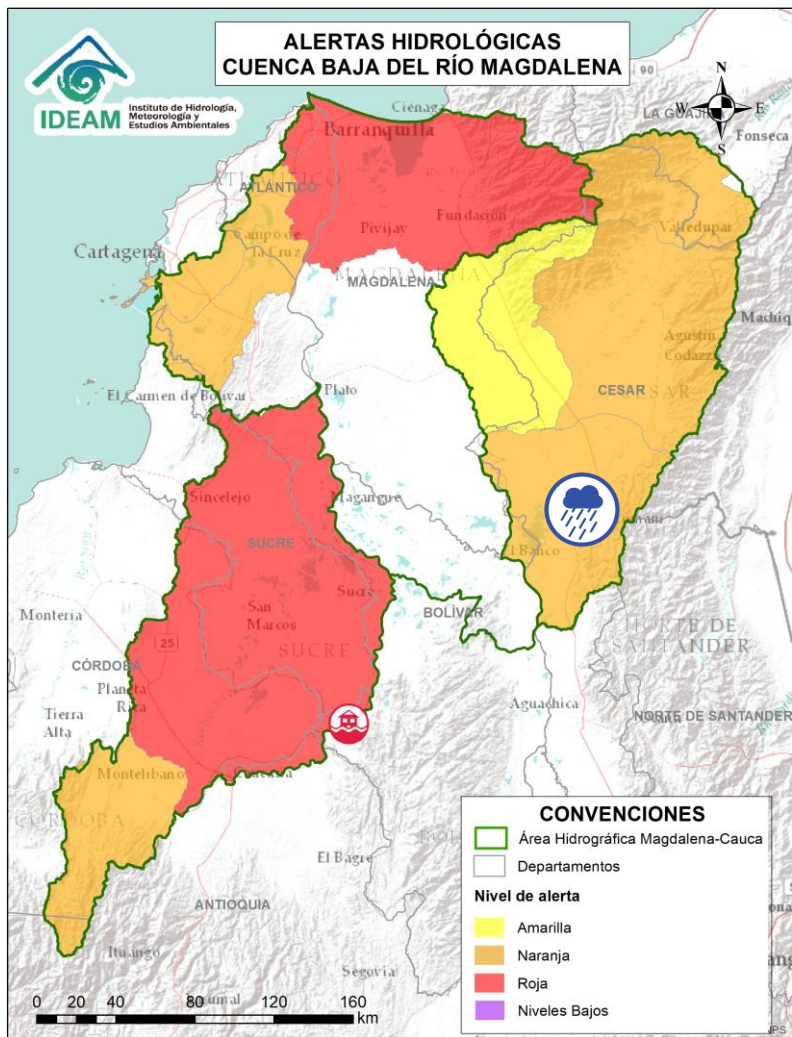 ALERTAS HIDROLÓGICAS
CUENCA BAJA DEL RÍO MAGDALENA
IDEAM
Instituto de Hidrología,
Meteorología y
Estudios Ambientales
N
W
E
S
90
Ciénaga
LA GUAJI
Fonseca
Barranquilla
ATLÁNTICO
Pivijay
Fundación
Valledupar
Cartagena
Campo de
la Cruz
MAGDALENA
MAGDALENA
Machiq
Agustín
Codazzi
CESAR
El Carmen de Bolívar
Plato
Sincelejo
Magangué
SUCRE
El Banco
Sucre
BOLÍVAR
San
Marcos
Montería
SUCRE
NORTE DE
SANTANDER
25
CÓRDOBA
Planeta
Rica
Tierra
Alta
Aguachica
NORTE DE SANTANDER
Montelíbano
CÓRDOBA
El Bagre
ANTIOQUIA
Ituango
Segovia
0 20 40 80 120 160
km
CONVENCIONES
Área Hidrográfica Magdalena-Cauca
Departamentos
Nivel de alerta
Amarilla
Naranja
Roja
Niveles Bajos